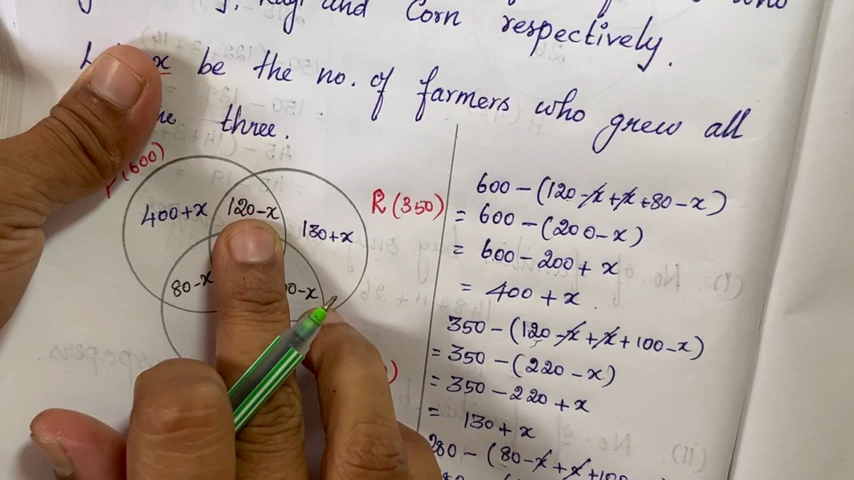 Ragi and Corn respectively.
x be the no. of farmers who grew all
three.
(600)
400+x
120-x
130+x
R(350)
80-x
600-(120-x+x+80-x)
= 600-(200-x)
= 600-200+x
= 400+x
350-(120-x+x+100-x)
= 350-(220-x)
= 350-220+x
= 130+x
280-(80-x+x+100